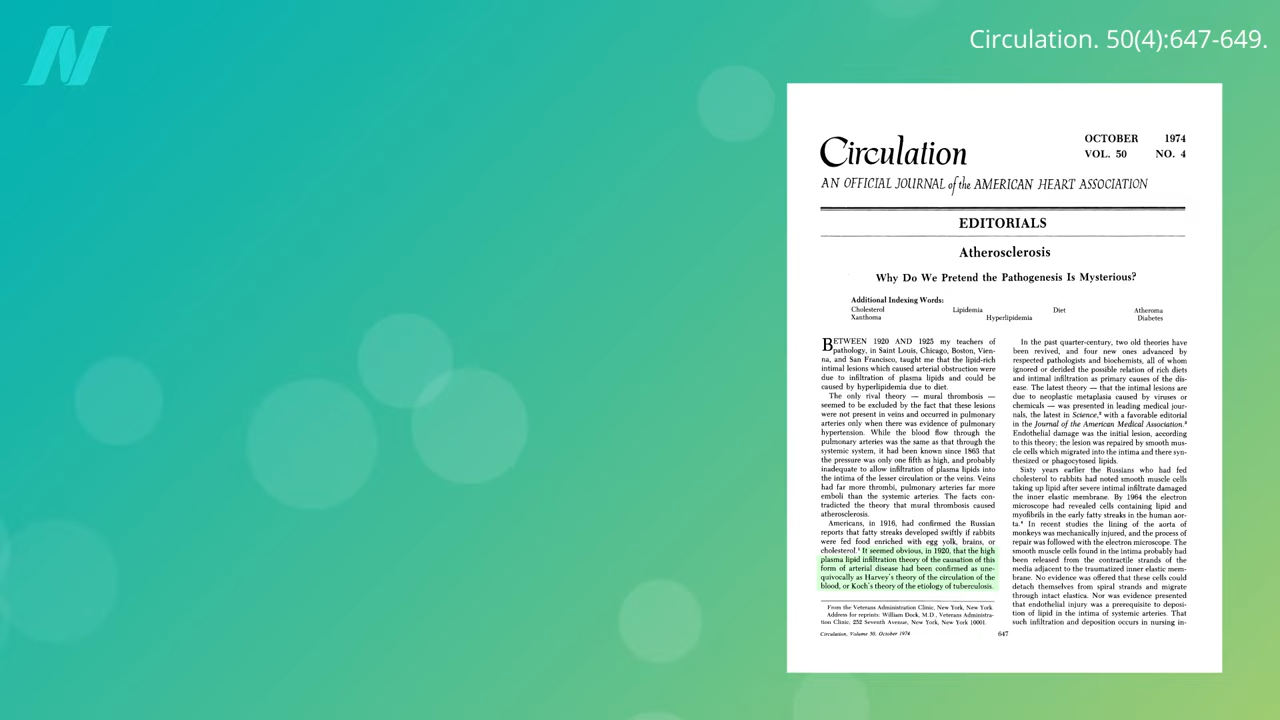 Circulation. 50(4):647-649.
Circulation
OCTOBER 1974
VOL. 50 NO. 4
AN OFFICIAL JOURNAL of the AMERICAN HEART ASSOCIATION
EDITORIALS
Atherosclerosis
Why Do We Pretend the Pathogenesis Is Mysterious?
Additional Indexing Words:
Cholesterol Lipidemia Diet Atheroma
Xanthoma Hyperlipidemia Diabetes
BETWEEN 1920 AND 1925 my teachers of
pathology, in Saint Louis, Chicago, Boston, Vien-
na, and San Francisco, taught me that the lipid-rich
intimal lesions which caused arterial obstruction were
due to infiltration of plasma lipids and could be
caused by hyperlipidemia due to diet.
The only rival theory — mural thrombosis —
seemed to be excluded by the fact that these lesions
were not present in veins and occurred in pulmonary
arteries only when there was evidence of pulmonary
hypertension. While the blood flow through the
pulmonary arteries was the same as that through the
systemic system, it had been known since 1863 that
the pressure was only one fifth as high, and probably
inadequate to allow infiltration of plasma lipids into
the intima of the lesser circulation or the veins. Veins
had far more thrombi, pulmonary arteries far more
emboli than the systemic arteries. The facts con-
tradicted the theory that mural thrombosis caused
atherosclerosis.
Americans, in 1916, had confirmed the Russian
reports that fatty streaks developed swiftly if rabbits
were fed food enriched with egg yolk, brains, or
cholesterol.¹ It seemed obvious, in 1920, that the high
plasma lipid infiltration theory of the causation of this
form of arterial disease had been confirmed as une-
quivocally as Harvey's theory of the circulation of the
blood, or Koch's theory of the etiology of tuberculosis.
From the Veterans Administration Clinic, New York, New York.
Address for reprints: William Dock, M.D., Veterans Administra-
tion Clinic, 252 Seventh Avenue, New York, New York 10001.
Circulation, Volume 50, October 1974
647
In the past quarter-century, two old theories have
been revived, and four new ones advanced by
respected pathologists and biochemists, all of whom
ignored or derided the possible relation of rich diets
and intimal infiltration as primary causes of the dis-
ease. The latest theory — that the intimal lesions are
due to neoplastic metaplasia caused by viruses or
chemicals — was presented in leading medical jour-
nals, the latest in Science,² with a favorable editorial
in the Journal of the American Medical Association.³
Endothelial damage was the initial lesion, according
to this theory; the lesion was repaired by smooth mus-
cle cells which migrated into the intima and there syn-
thesized or phagocytosed lipids.
Sixty years earlier the Russians who had fed
cholesterol to rabbits had noted smooth muscle cells
taking up lipid after severe intimal infiltrate damaged
the inner elastic membrane. By 1964 the electron
microscope had revealed cells containing lipid and
myofibrils in the early fatty streaks in the human aor-
ta.⁴ In recent studies the lining of the aorta of
monkeys was mechanically injured, and the process of
repair was followed with the electron microscope. The
smooth muscle cells found in the intima probably had
been released from the contractile strands of the
media adjacent to the traumatized inner elastic mem-
brane. No evidence was offered that these cells could
detach themselves from spiral strands and migrate
through intact elastica. Nor was evidence presented
that endothelial injury was a prerequisite to deposi-
tion of lipid in the intima of systemic arteries. That
such infiltration and deposition occurs in nursing in-